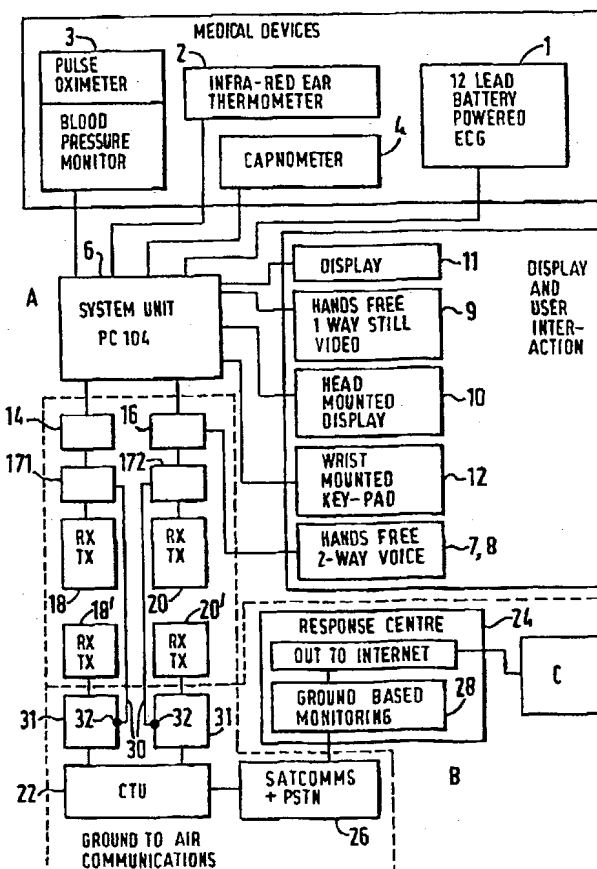 MEDICAL DEVICES
3
PULSE
OXIMETER
BLOOD
PRESSURE
MONITOR
2
INFRA-RED EAR
THERMOMETER
4
CAPNOMETER
1
12 LEAD
BATTERY
POWERED
ECG
6
A
SYSTEM UNIT
PC 104
DISPLAY
11
HANDS FREE
1 WAY STILL
VIDEO
9
HEAD
MOUNTED
DISPLAY
10
WRIST
MOUNTED
KEY-PAD
12
HANDS FREE
2-WAY VOICE
7, 8
DISPLAY
AND
USER
INTER-
ACTION
14
16
171
172
RX
TX
18
RX
TX
20
18'
RX
TX
20'
RX
TX
31
32
30
32
31
22
CTU
GROUND TO AIR
COMMUNICATIONS
RESPONSE CENTRE
24
OUT TO INTERNET
GROUND BASED
MONITORING
28
C
B
SATCOMMS
+ PSTN
26